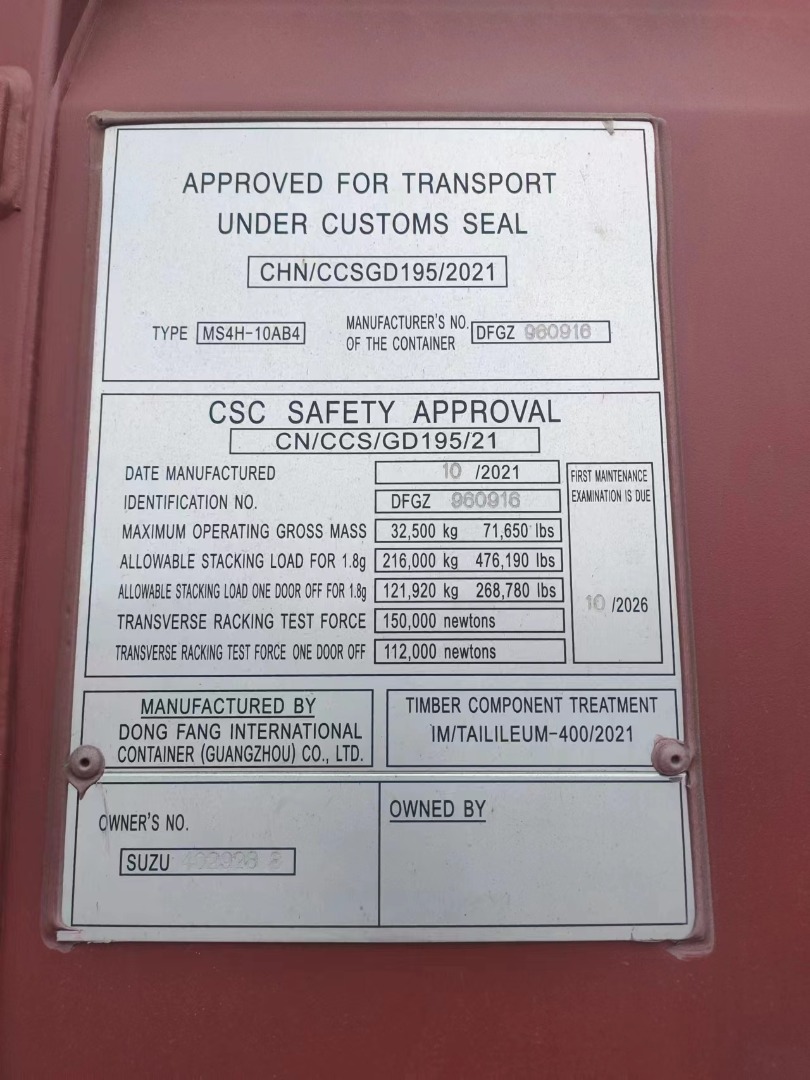 APPROVED FOR TRANSPORT
UNDER CUSTOMS SEAL
CHN/CCSGD195/2021
TYPE MS4H-10AB4 MANUFACTURER'S NO. OF THE CONTAINER DFGZ 960916
CSC SAFETY APPROVAL
CN/CCS/GD195/21
DATE MANUFACTURED 10 /2021
IDENTIFICATION NO. DFGZ 960916
MAXIMUM OPERATING GROSS MASS 32,500 kg 71,650 lbs
ALLOWABLE STACKING LOAD FOR 1.8g 216,000 kg 476,190 lbs
ALLOWABLE STACKING LOAD ONE DOOR OFF FOR 1.8g 121,920 kg 268,780 lbs
TRANSVERSE RACKING TEST FORCE 150,000 newtons
TRANSVERSE RACKING TEST FORCE ONE DOOR OFF 112,000 newtons
FIRST MAINTENANCE
EXAMINATION IS DUE
10 /2026
MANUFACTURED BY
DONG FANG INTERNATIONAL
CONTAINER (GUANGZHOU) CO., LTD.
TIMBER COMPONENT TREATMENT
IM/TAILILEUM-400/2021
OWNER'S NO.
SUZU
OWNED BY